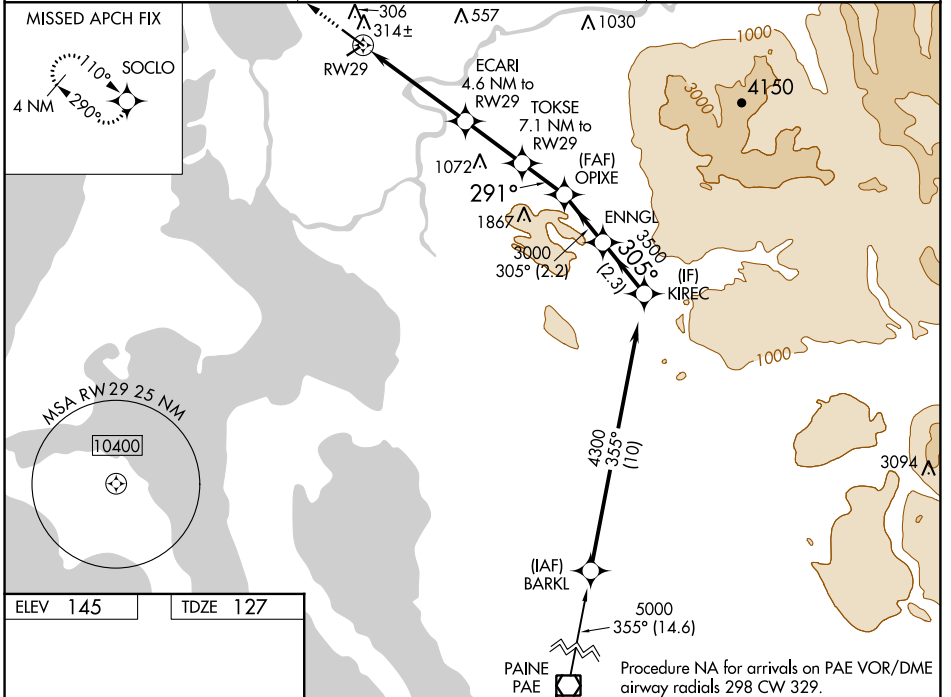 MISSED APCH FIX
110°
SOCLO
4 NM
290°
306
314±
RW29
557
1030
1000
3000
4150
ECARI
4.6 NM to
RW29
TOKSE
7.1 NM to
RW29
1072
(FAF)
OPIXE
291°
1867
ENNGL
3000
305° (2.2)
3500
305°
(2.3)
(IF)
KIREC
1000
MSA RW29 25 NM
10400
4300
355°
(10)
3094
(IAF)
BARKL
ELEV 145
TDZE 127
5000
355° (14.6)
PAINE
PAE
Procedure NA for arrivals on PAE VOR/DME
airway radials 298 CW 329.